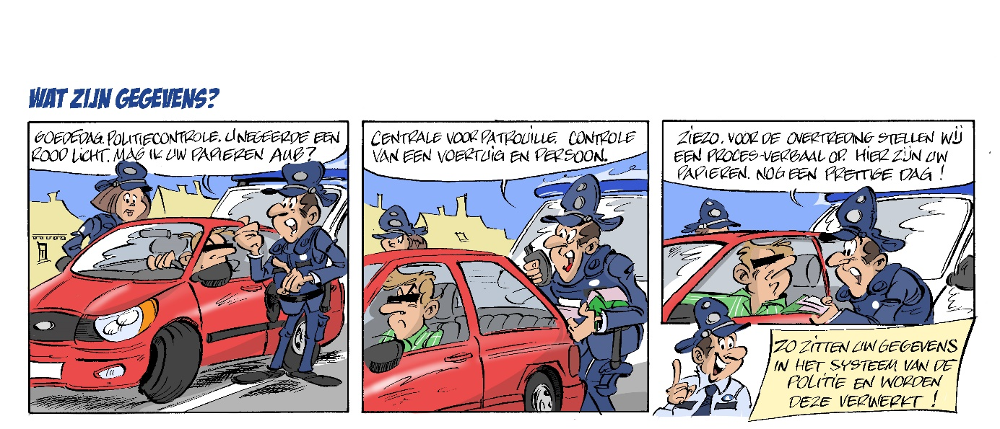 WAT ZIJN GEGEVENS?
GOEDEDAG. POLITIECONTROLE. U NEGEERDE EEN
ROOD LICHT. MAG IK UW PAPIEREN AUB?
CENTRALE VOOR PATROUILLE. CONTROLE
VAN EEN VOERTUIG EN PERSOON.
ZIEZO. VOOR DE OVERTREDING STELLEN WIJ
EEN PROCES-VERBAAL OP. HIER ZIJN UW
PAPIEREN. NOG EEN PRETTIGE DAG!
ZO ZITTEN UW GEGEVENS
IN HET SYSTEEM VAN DE
POLITIE EN WORDEN
DEZE VERWERKT!